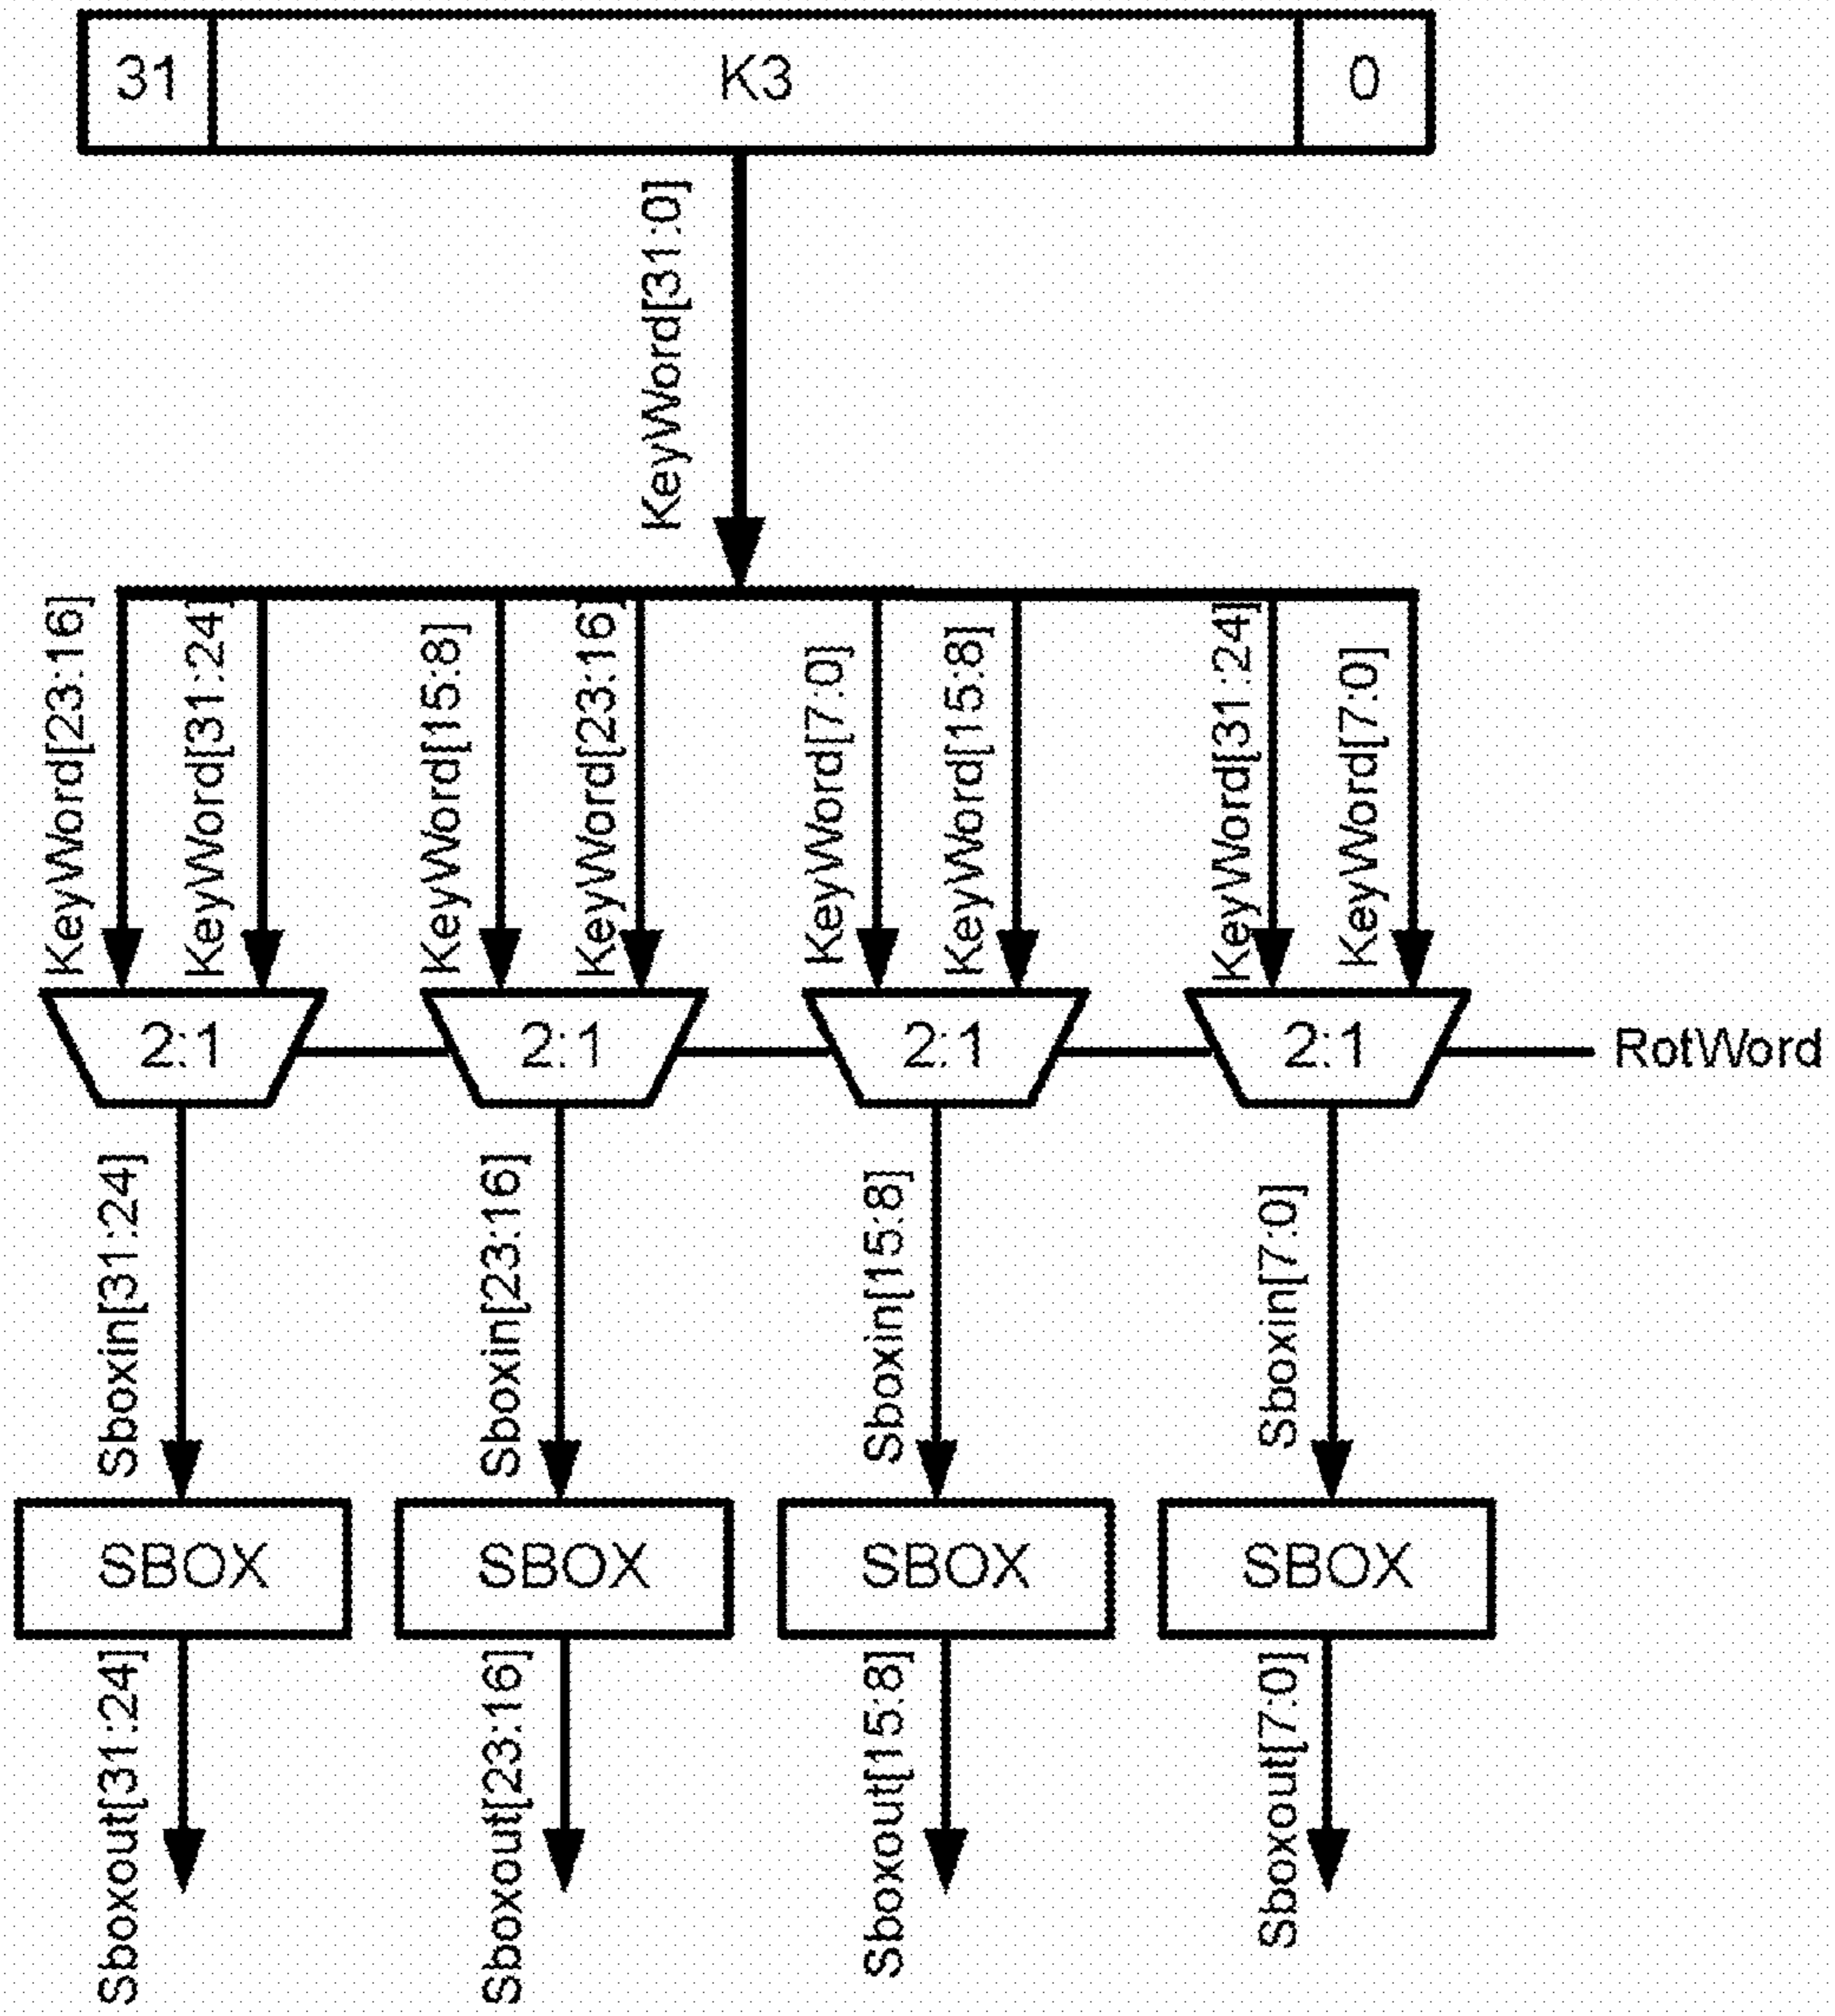 31
K3
0
KeyWord[31:0]
KeyWord[23:16]
KeyWord[31:24]
KeyWord[15:8]
KeyWord[23:16]
KeyWord[7:0]
KeyWord[15:8]
KeyWord[31:24]
KeyWord[7:0]
2:1
2:1
2:1
2:1
RotWord
Sboxin[31:24]
Sboxin[23:16]
Sboxin[15:8]
Sboxin[7:0]
SBOX
SBOX
SBOX
SBOX
Sboxout[31:24]
Sboxout[23:16]
Sboxout[15:8]
Sboxout[7:0]